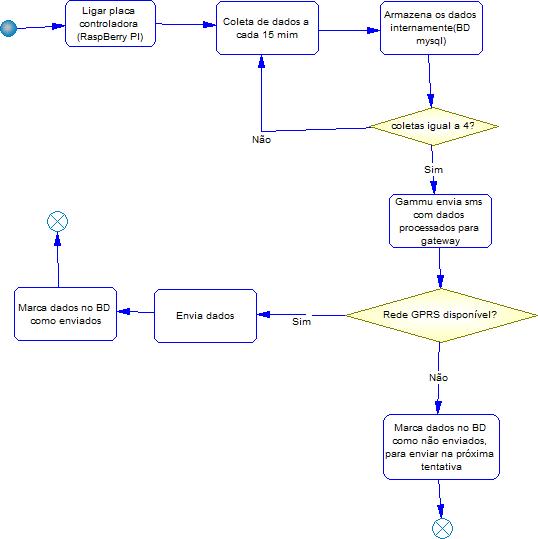 Ligar placa
controladora
(RaspBerry PI)
Coleta de dados a
cada 15 mim
Armazena os dados
internamente(BD
mysql)
coletas igual a 4?
Não
Sim
Gammu envia sms
com dados
processados para
gateway
Rede GPRS disponível?
Sim
Envia dados
Marca dados no BD
como enviados
Não
Marca dados no BD
como não enviados,
para enviar na próxima
tentativa